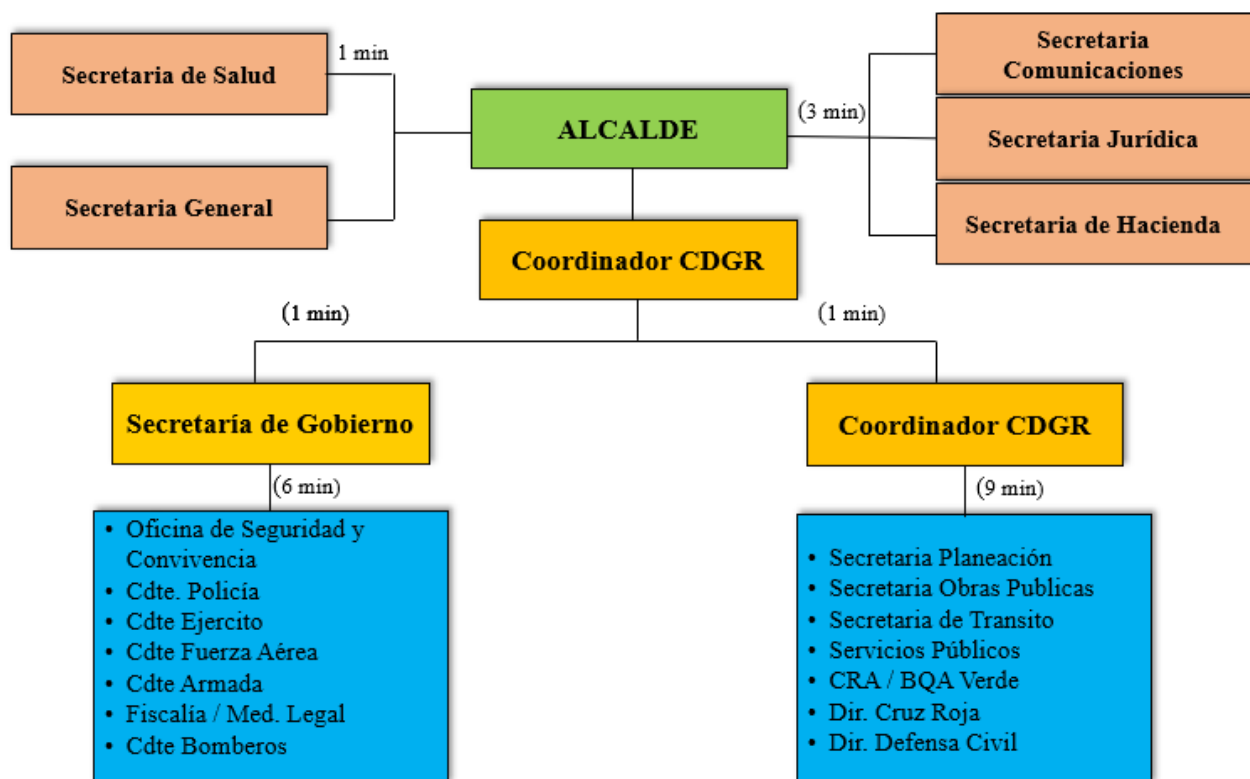 Secretaria de Salud
1 min
Secretaria General
ALCALDE
(3 min)
Secretaria
Comunicaciones
Secretaria Jurídica
Secretaria de Hacienda
Coordinador CDGR
(1 min)
(1 min)
Secretaría de Gobierno
Coordinador CDGR
(6 min)
(9 min)
• Oficina de Seguridad y
Convivencia
• Cdte. Policía
• Cdte Ejercito
• Cdte Fuerza Aérea
• Cdte Armada
• Fiscalía / Med. Legal
• Cdte Bomberos
• Secretaria Planeación
• Secretaria Obras Publicas
• Secretaria de Transito
• Servicios Públicos
• CRA / BQA Verde
• Dir. Cruz Roja
• Dir. Defensa Civil